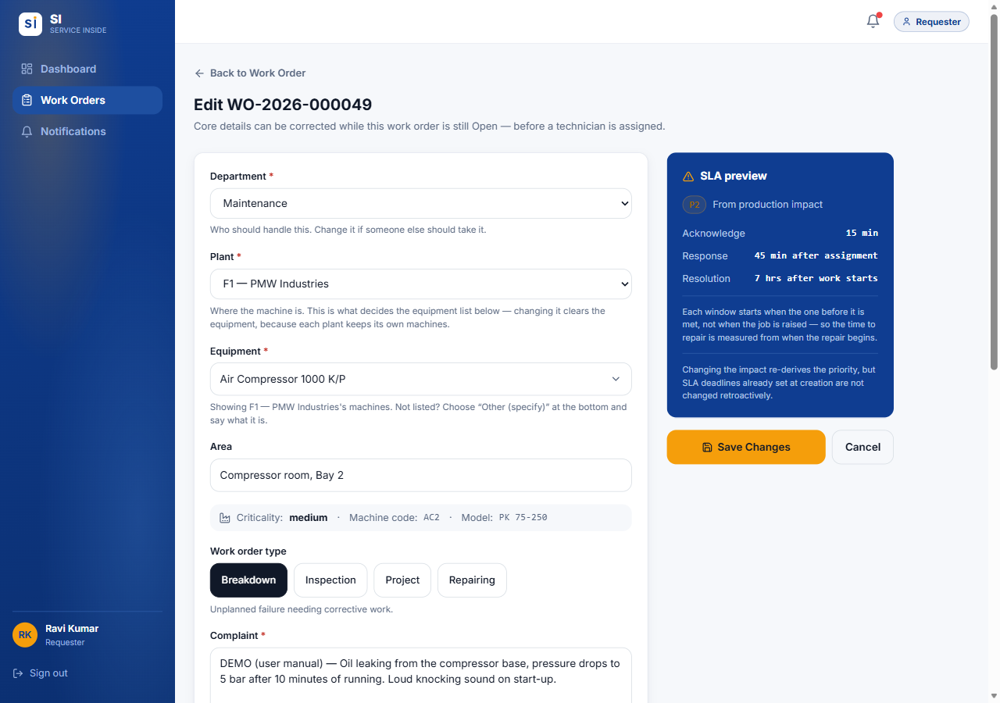 si
SI
SERVICE INSIDE
Dashboard
Work Orders
Notifications
RK
Ravi Kumar
Requester
Sign out
Requester
Back to Work Order
Edit WO-2026-000049
Core details can be corrected while this work order is still Open — before a technician is assigned.
Department *
Maintenance
Who should handle this. Change it if someone else should take it.
Plant *
F1 — PMW Industries
Where the machine is. This is what decides the equipment list below — changing it clears the
equipment, because each plant keeps its own machines.
Equipment *
Air Compressor 1000 K/P
Showing F1 — PMW Industries's machines. Not listed? Choose “Other (specify)” at the bottom and
say what it is.
Area
Compressor room, Bay 2
Criticality: medium · Machine code: AC2 · Model: PK 75-250
Work order type
Breakdown Inspection Project Repairing
Unplanned failure needing corrective work.
Complaint *
DEMO (user manual) — Oil leaking from the compressor base, pressure drops to
5 bar after 10 minutes of running. Loud knocking sound on start-up.
SLA preview
P2 From production impact
Acknowledge 15 min
Response 45 min after assignment
Resolution 7 hrs after work starts
Each window starts when the one before it is
met, not when the job is raised — so the time to
repair is measured from when the repair begins.
Changing the impact re-derives the priority, but
SLA deadlines already set at creation are not
changed retroactively.
Save Changes Cancel